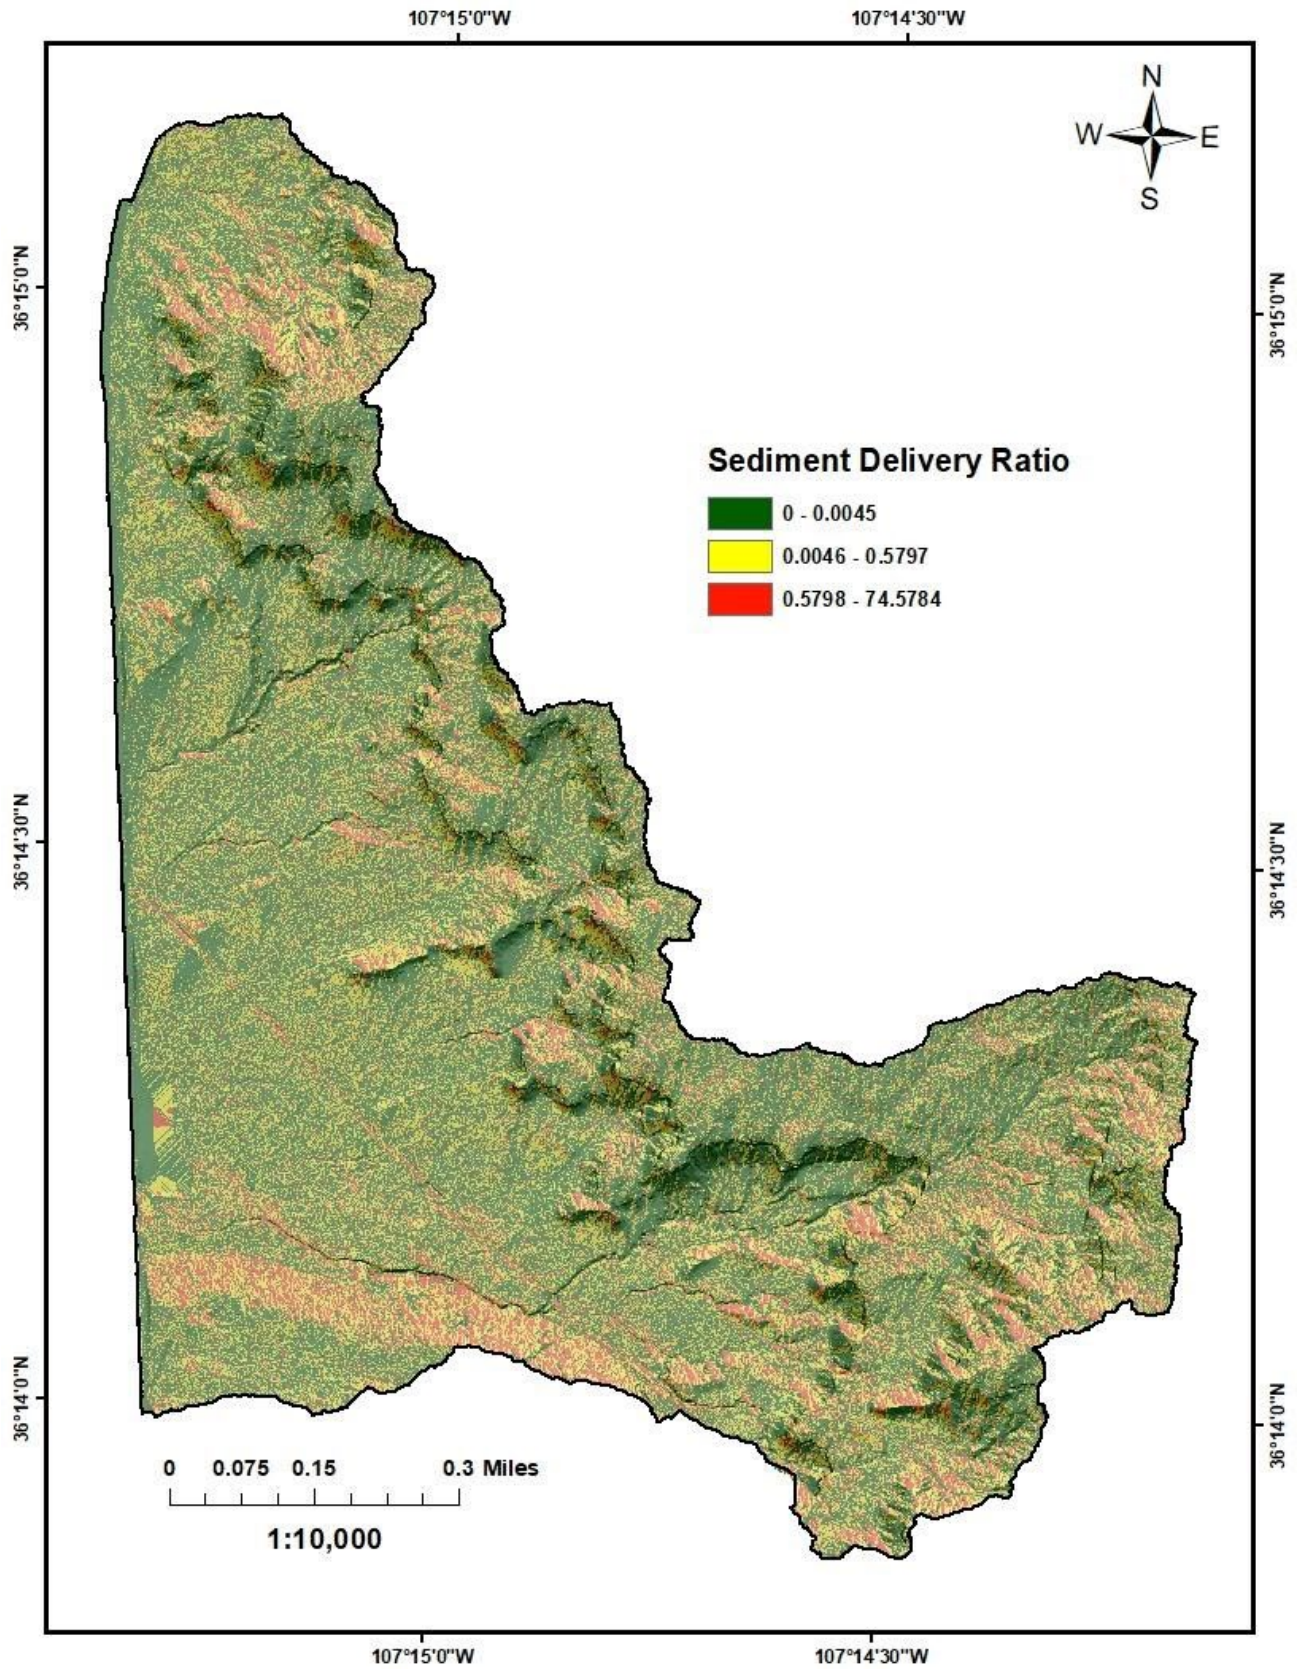 107°15'0"W 107°14'30"W
N
W E
S
36°15'0"N
36°15'0"N
Sediment Delivery Ratio
0 - 0.0045
0.0046 - 0.5797
0.5798 - 74.5784
36°14'30"N
36°14'30"N
36°14'0"N
36°14'0"N
0 0.075 0.15 0.3 Miles
1:10,000
107°15'0"W 107°14'30"W